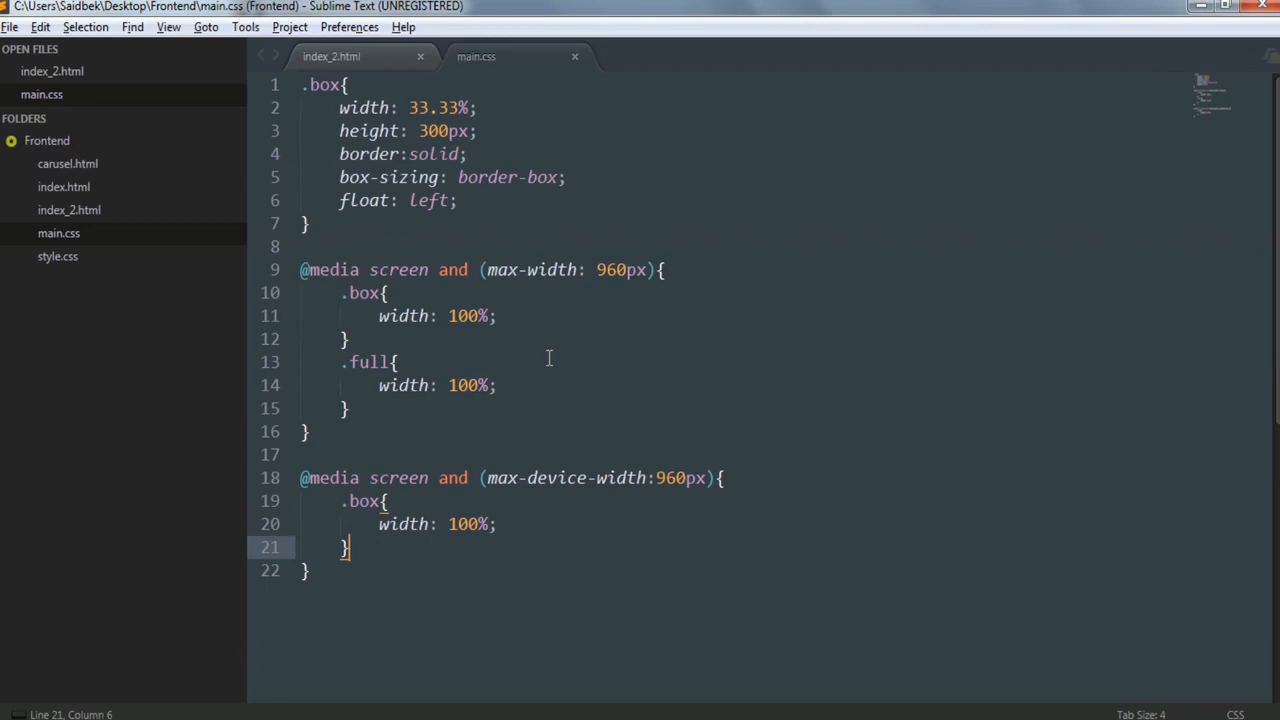 C:\Users\Saidbek\Desktop\Frontend\main.css (Frontend) - Sublime Text (UNREGISTERED)
File Edit Selection Find View Goto Tools Project Preferences Help
OPEN FILES
index_2.html
main.css
FOLDERS
Frontend
carusel.html
index.html
index_2.html
main.css
style.css
index_2.html × main.css ×
1 .box{
2 width: 33.33%;
3 height: 300px;
4 border:solid;
5 box-sizing: border-box;
6 float: left;
7 }
8
9 @media screen and (max-width: 960px){
10 .box{
11 width: 100%;
12 }
13 .full{
14 width: 100%;
15 }
16 }
17
18 @media screen and (max-device-width:960px){
19 .box{
20 width: 100%;
21 }
22 }
Line 21, Column 6
Tab Size: 4 CSS